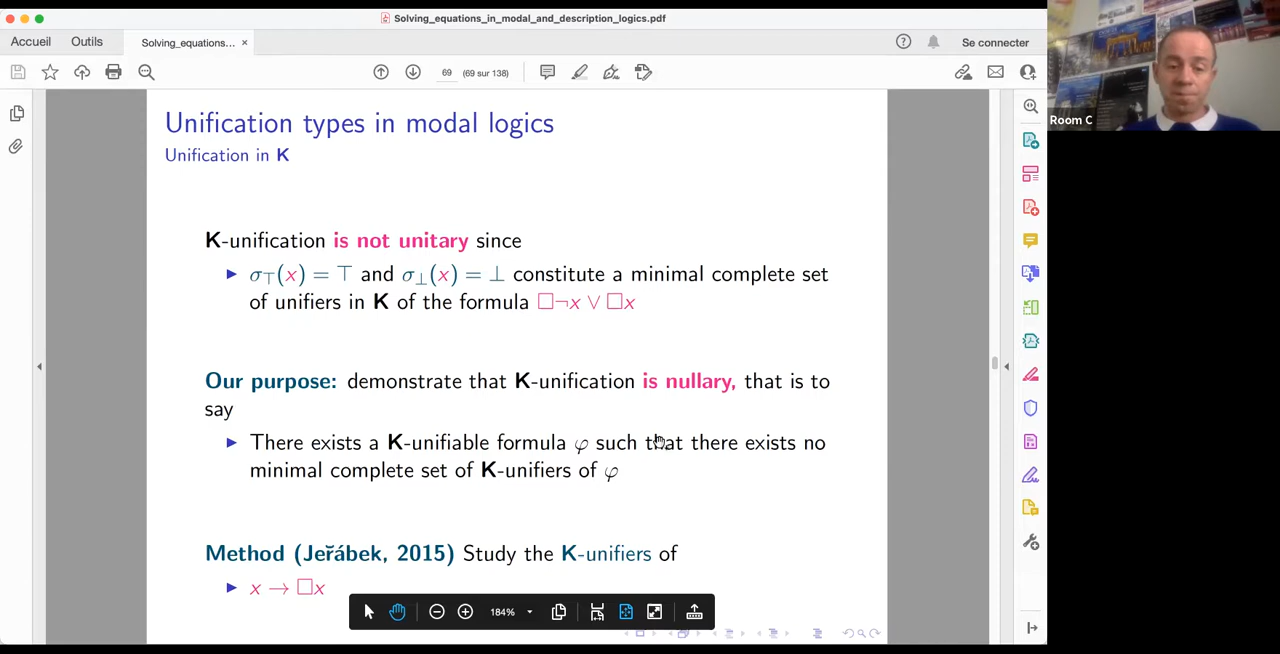 Solving_equations_in_modal_and_description_logics.pdf
Accueil Outils Solving_equations... × Se connecter
69 (69 sur 138)
Unification types in modal logics
Unification in K
K-unification is not unitary since
▶ σ⊤(x) = ⊤ and σ⊥(x) = ⊥ constitute a minimal complete set
of unifiers in K of the formula □¬x ∨ □x
Our purpose: demonstrate that K-unification is nullary, that is to
say
▶ There exists a K-unifiable formula φ such that there exists no
minimal complete set of K-unifiers of φ
Method (Jeřábek, 2015) Study the K-unifiers of
▶ x → □x
184%
Room C